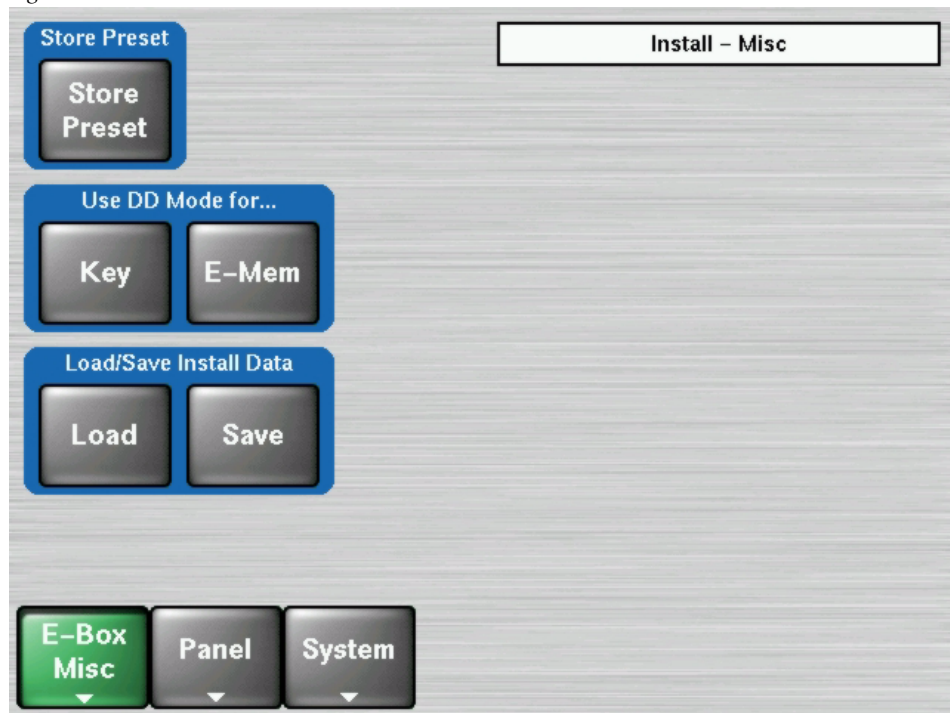 Store Preset
Install – Misc
Store
Preset
Use DD Mode for...
Key
E–Mem
Load/Save Install Data
Load
Save
E–Box
Misc
Panel
System